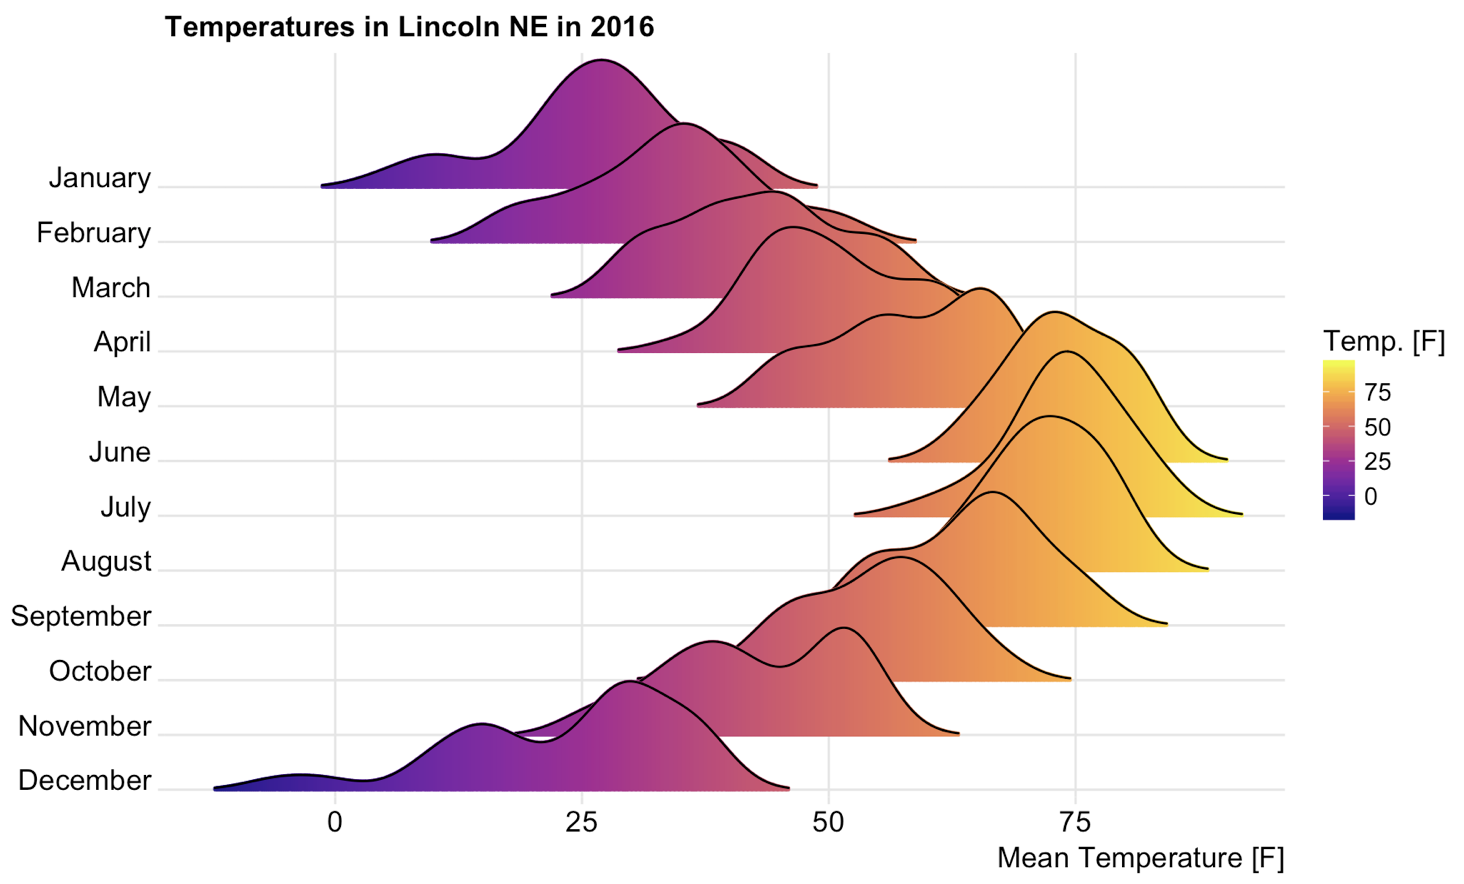 Temperatures in Lincoln NE in 2016
January
February
March
April
May
June
July
August
September
October
November
December
0 25 50 75
Mean Temperature [F]
Temp. [F]
75
50
25
0